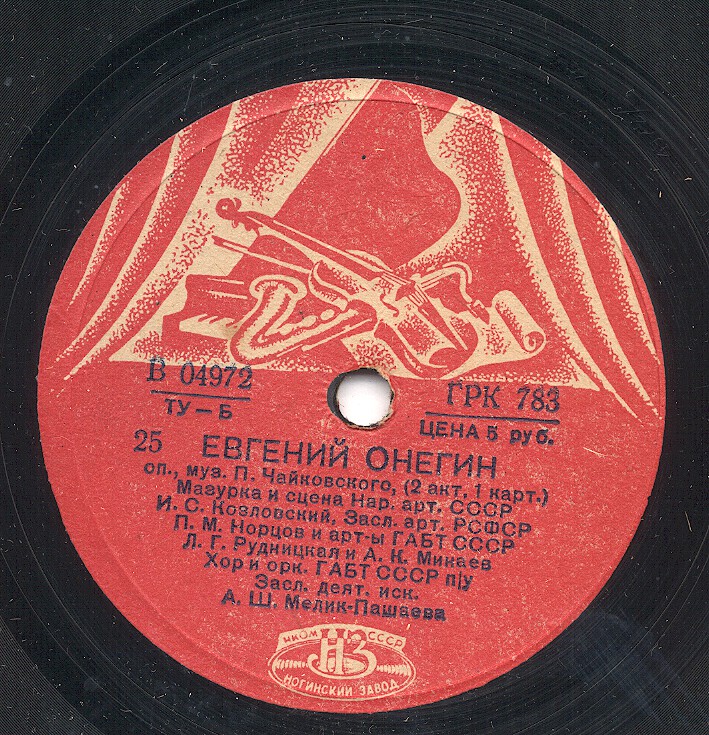 В 04972
ГРК 783
ТУ—Б
ЦЕНА 5 руб.
25 ЕВГЕНИЙ ОНЕГИН
оп., муз. П. Чайковского, (2 акт, 1 карт.)
Мазурка и сцена Нар. арт. СССР
И. С. Козловский, Засл. арт. РСФСР
П. М. Норцов и арт-ы ГАБТ СССР
Л. Г. Рудницкая и А. К. Микаев
Хор и орк. ГАБТ СССР п/у
Засл. деят. иск.
А. Ш. Мелик-Пашаева
НКОМ СССР
НЗ
НОГИНСКИЙ ЗАВОД